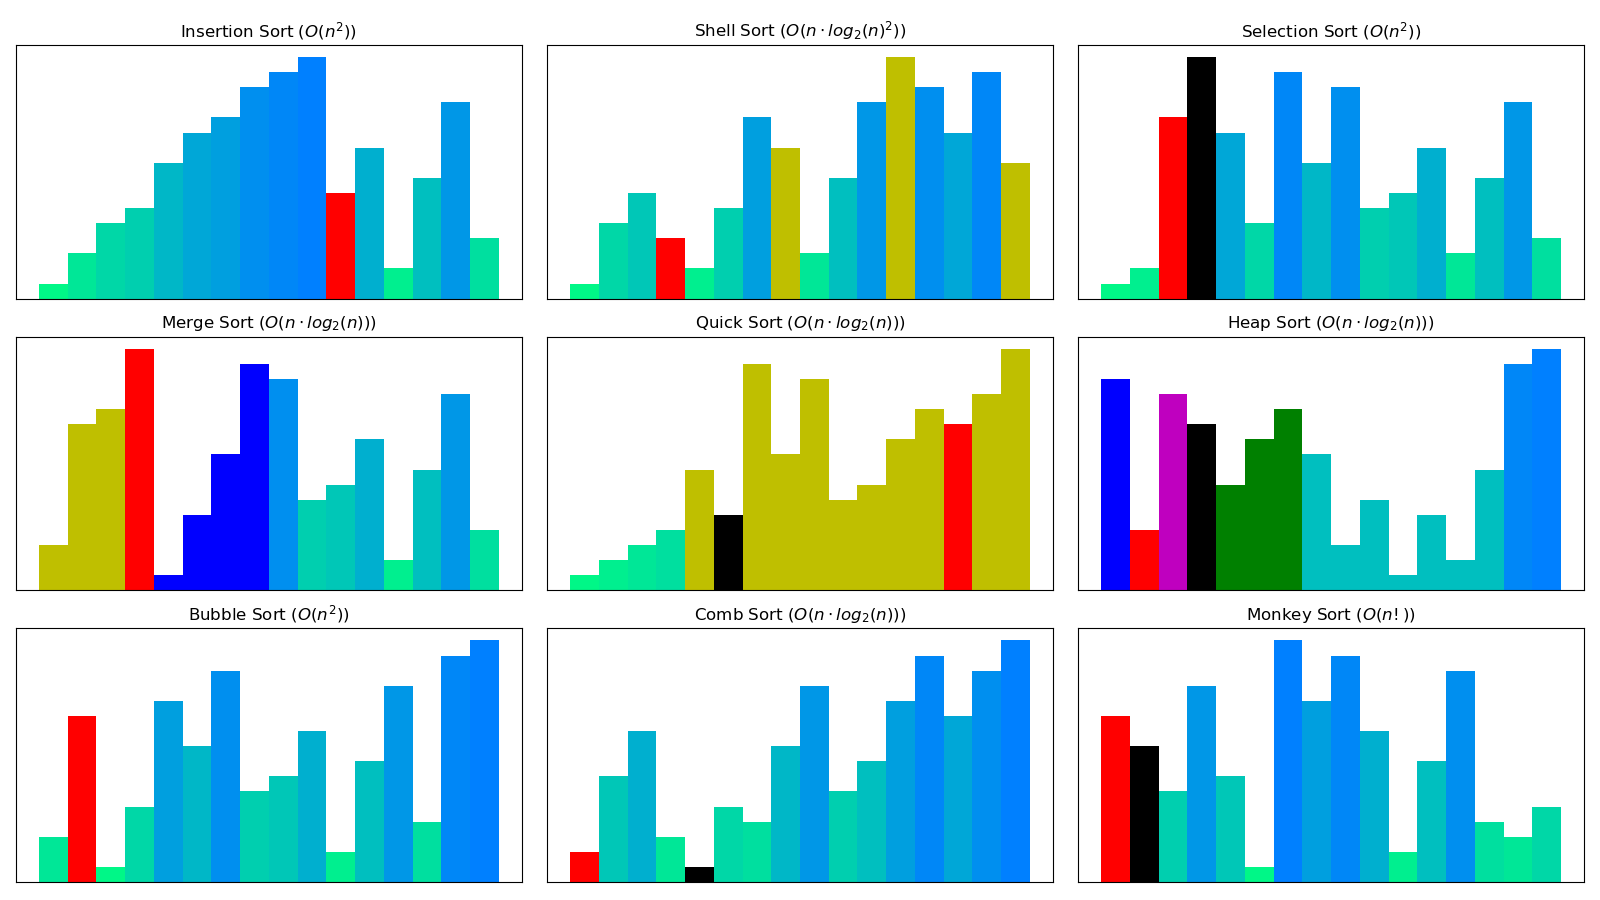 Insertion Sort (O(n²))
Shell Sort (O(n · log₂(n)²))
Selection Sort (O(n²))
Merge Sort (O(n · log₂(n)))
Quick Sort (O(n · log₂(n)))
Heap Sort (O(n · log₂(n)))
Bubble Sort (O(n²))
Comb Sort (O(n · log₂(n)))
Monkey Sort (O(n!))